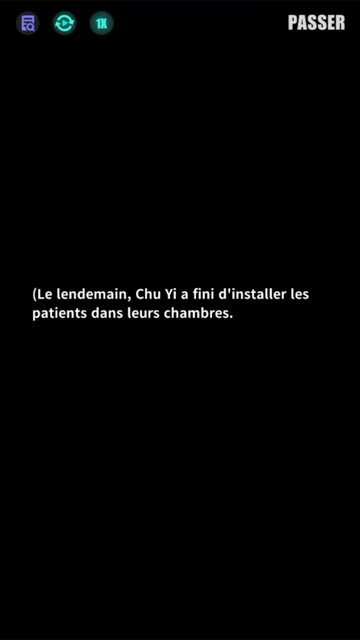 1X
PASSER
(Le lendemain, Chu Yi a fini d'installer les
patients dans leurs chambres.